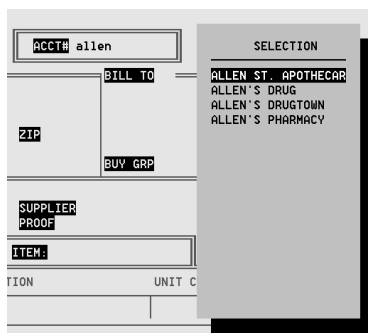 ACCT# allen
SELECTION
BILL TO
ALLEN ST. APOTHECAR
ALLEN'S DRUG
ALLEN'S DRUGTOWN
ALLEN'S PHARMACY
ZIP
BUY GRP
SUPPLIER
PROOF
ITEM:
TION
UNIT C